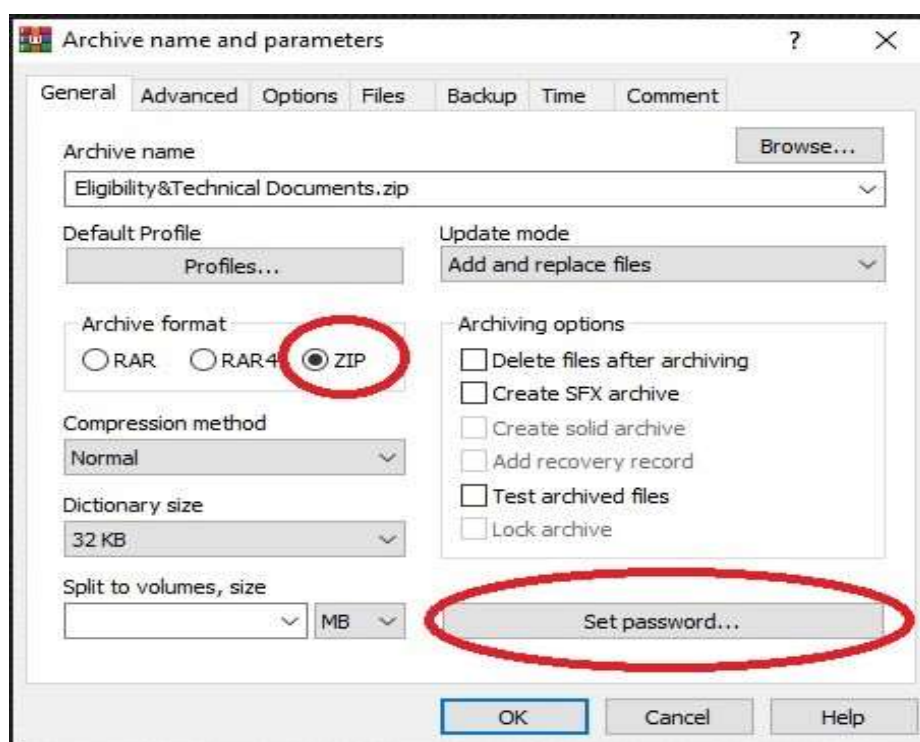 Archive name and parameters ?
General Advanced Options Files Backup Time Comment
Archive name
Browse...
Eligibility&Technical Documents.zip
Default Profile
Update mode
Profiles...
Add and replace files
Archive format
Archiving options
RAR RAR4 ZIP
Delete files after archiving
Create SFX archive
Compression method
Create solid archive
Normal
Add recovery record
Test archived files
Dictionary size
Lock archive
32 KB
Split to volumes, size
MB
Set password...
OK Cancel Help